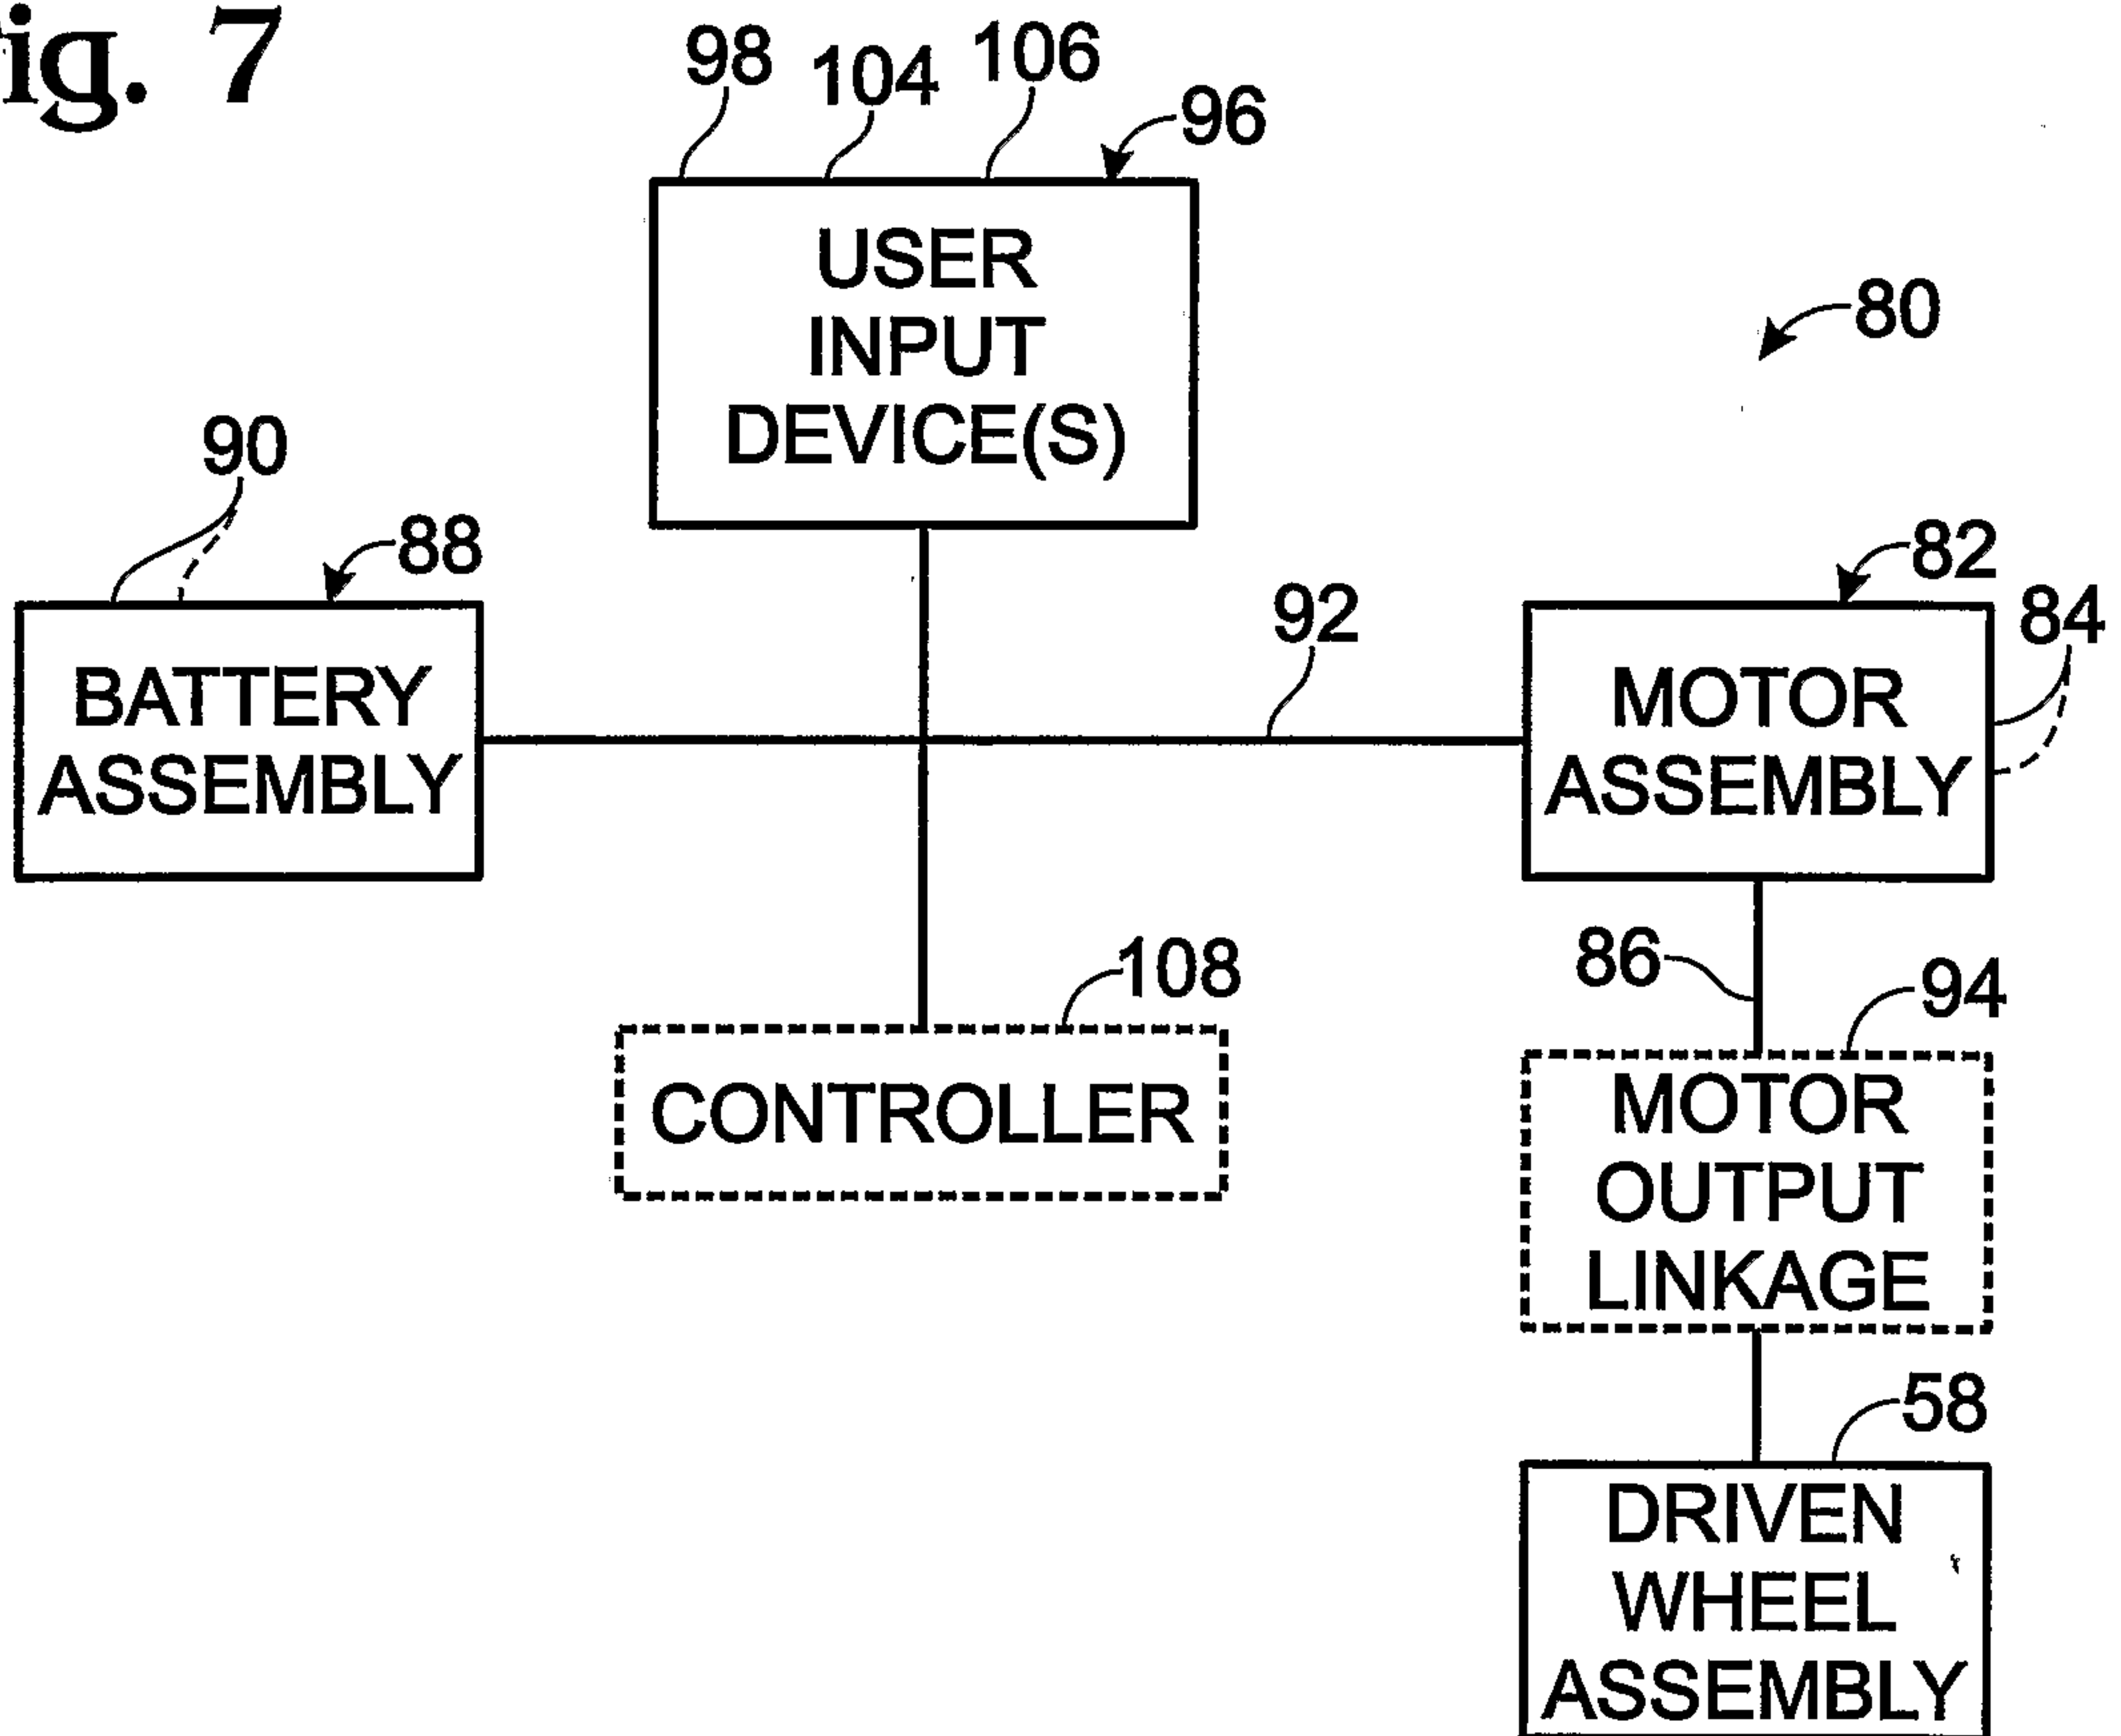 ig. 7
98
104
106
96
USER
INPUT
DEVICE(S)
80
90
88
BATTERY
ASSEMBLY
92
82
84
MOTOR
ASSEMBLY
86
94
108
CONTROLLER
MOTOR
OUTPUT
LINKAGE
58
DRIVEN
WHEEL
ASSEMBLY